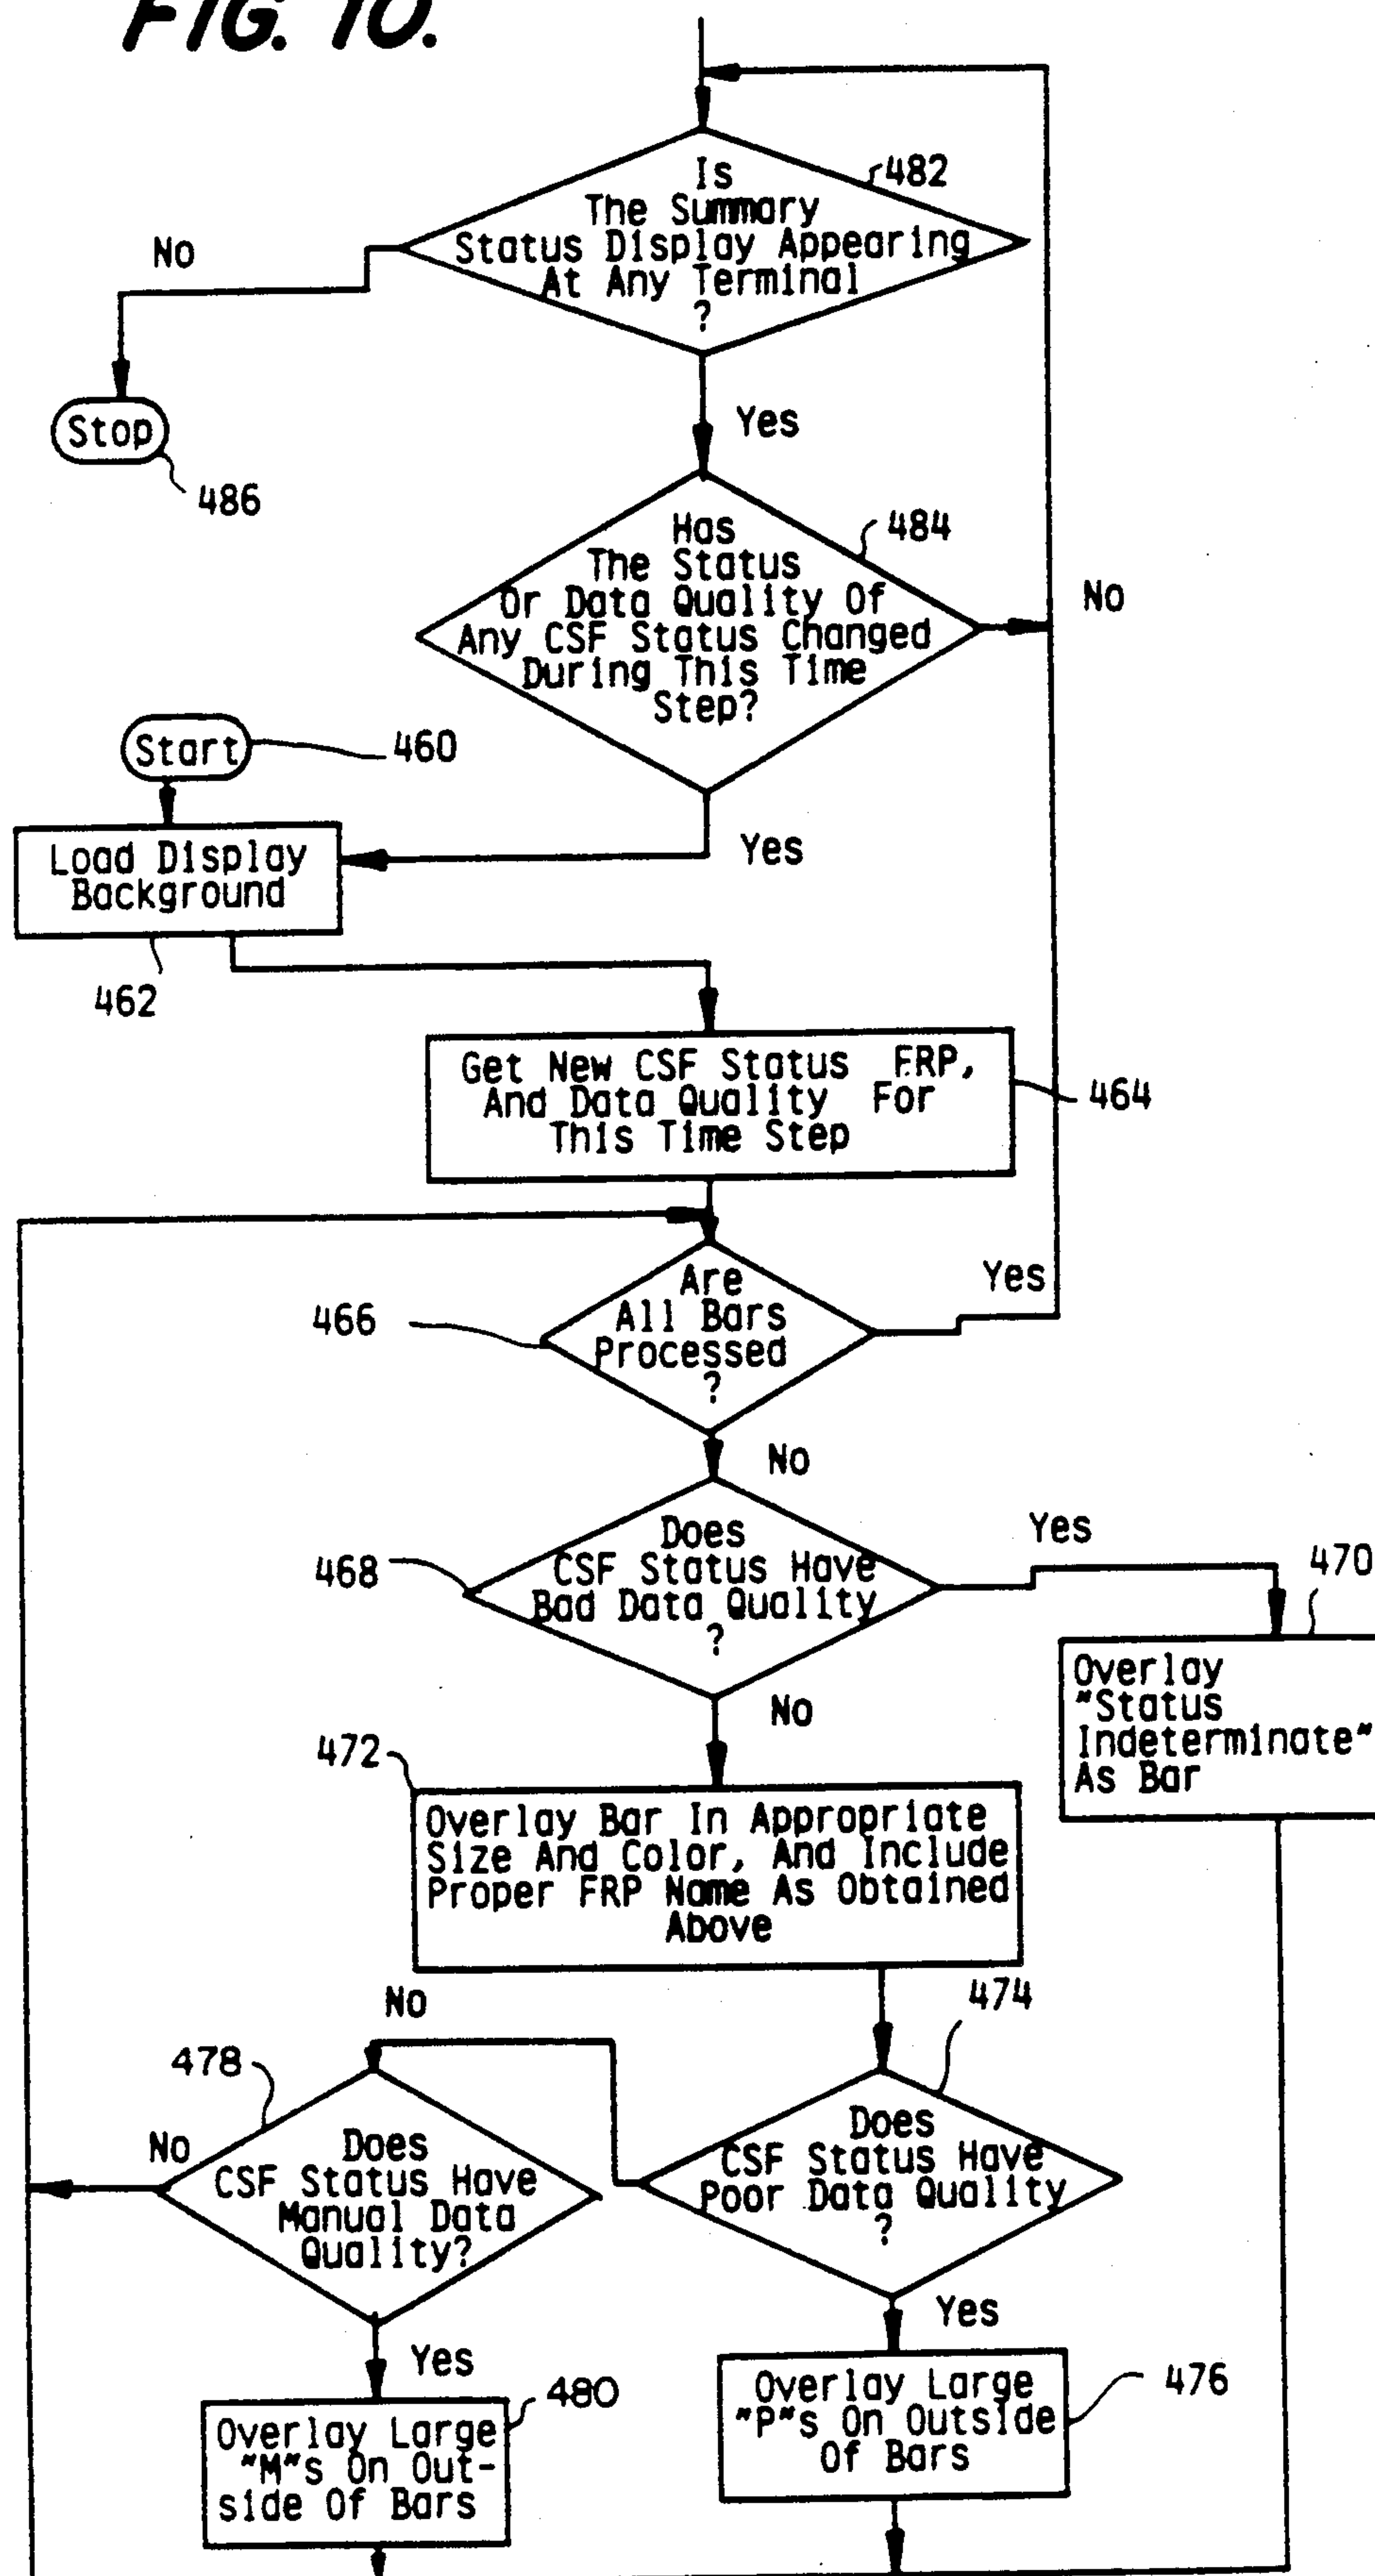 FIG. 10.
Is
The Summary
Status Display Appearing
At Any Terminal
?
482
No
Stop
486
Yes
Has
The Status
Or Data Quality Of
Any CSF Status Changed
During This Time
Step?
484
No
Start
460
Yes
Load Display
Background
462
Get New CSF Status FRP,
And Data Quality For
This Time Step
464
Are
All Bars
Processed
?
466
Yes
No
Does
CSF Status Have
Bad Data Quality
?
468
Yes
470
Overlay
"Status
Indeterminate"
As Bar
No
472
Overlay Bar In Appropriate
Size And Color, And Include
Proper FRP Name As Obtained
Above
474
No
478
Does
CSF Status Have
Poor Data Quality
?
No
Does
CSF Status Have
Manual Data
Quality?
Yes
Yes
476
Overlay Large
"P"s On Outside
Of Bars
480
Overlay Large
"M"s On Out-
side Of Bars